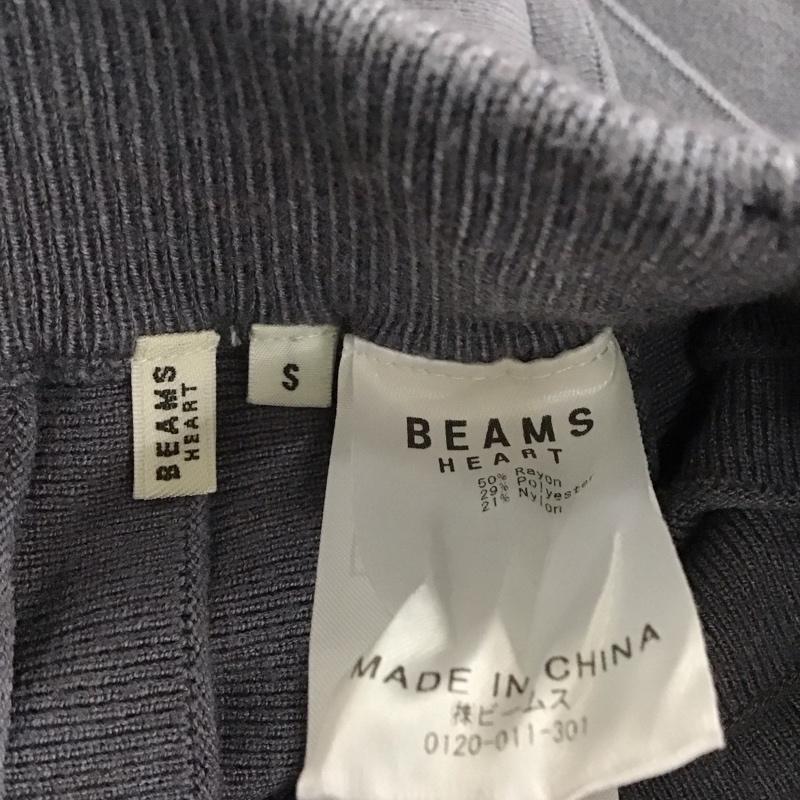 BEAMS
HEART
S
BEAMS
HEART
50% Rayon
29% Polyester
21% Nylon
MADE IN CHINA
㈱ビームス
0120-011-301